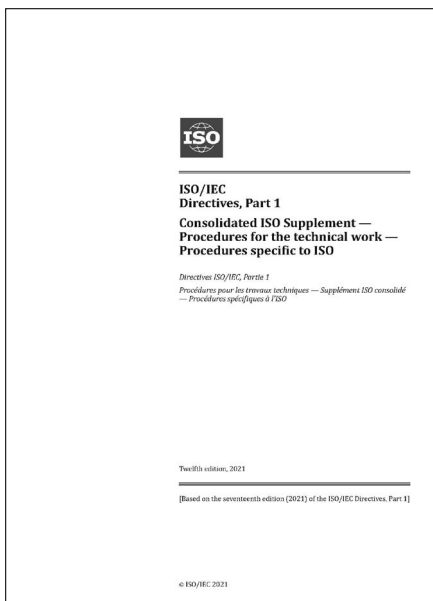 ISO
ISO/IEC
Directives, Part 1
Consolidated ISO Supplement —
Procedures for the technical work —
Procedures specific to ISO
Directives ISO/IEC, Partie 1
Procédures pour les travaux techniques — Supplément ISO consolidé
— Procédures spécifiques à l'ISO
Twelfth edition, 2021
[Based on the seventeenth edition (2021) of the ISO/IEC Directives, Part 1]
© ISO/IEC 2021